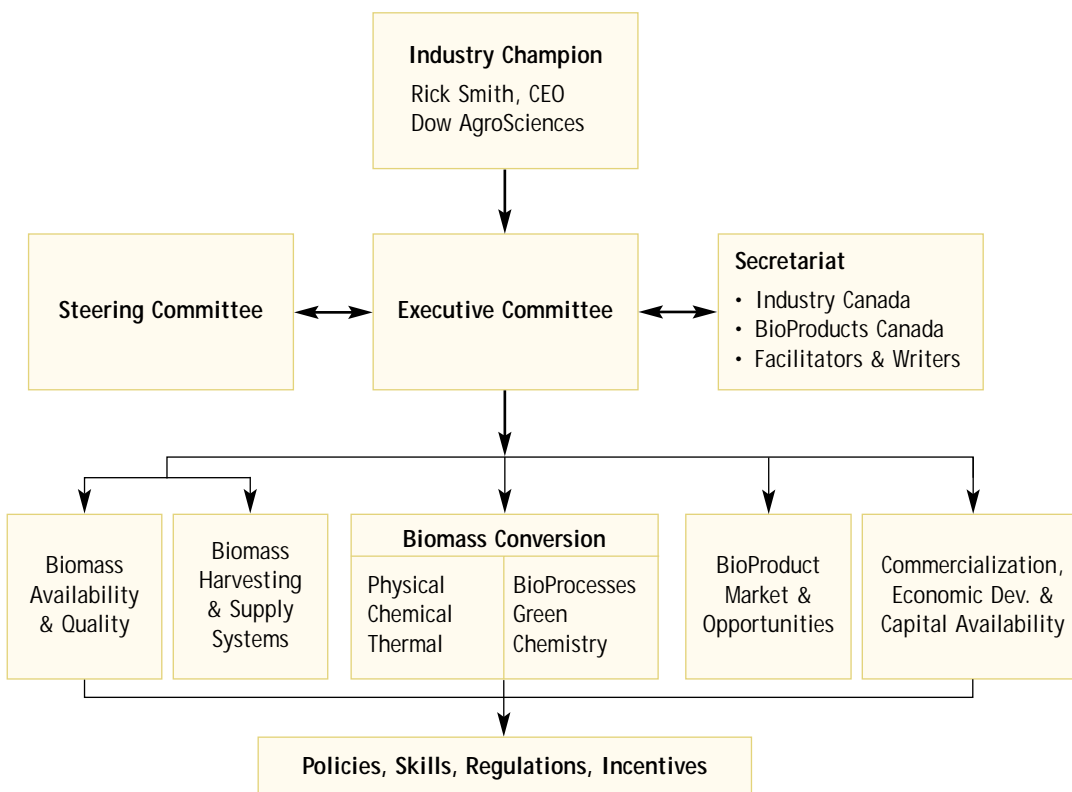 Industry Champion
Rick Smith, CEO
Dow AgroSciences
Steering Committee
Executive Committee
Secretariat
• Industry Canada
• BioProducts Canada
• Facilitators & Writers
Biomass
Availability
& Quality
Biomass
Harvesting
& Supply
Systems
Biomass Conversion
Physical
Chemical
Thermal
BioProcesses
Green
Chemistry
BioProduct
Market &
Opportunities
Commercialization,
Economic Dev. &
Capital Availability
Policies, Skills, Regulations, Incentives